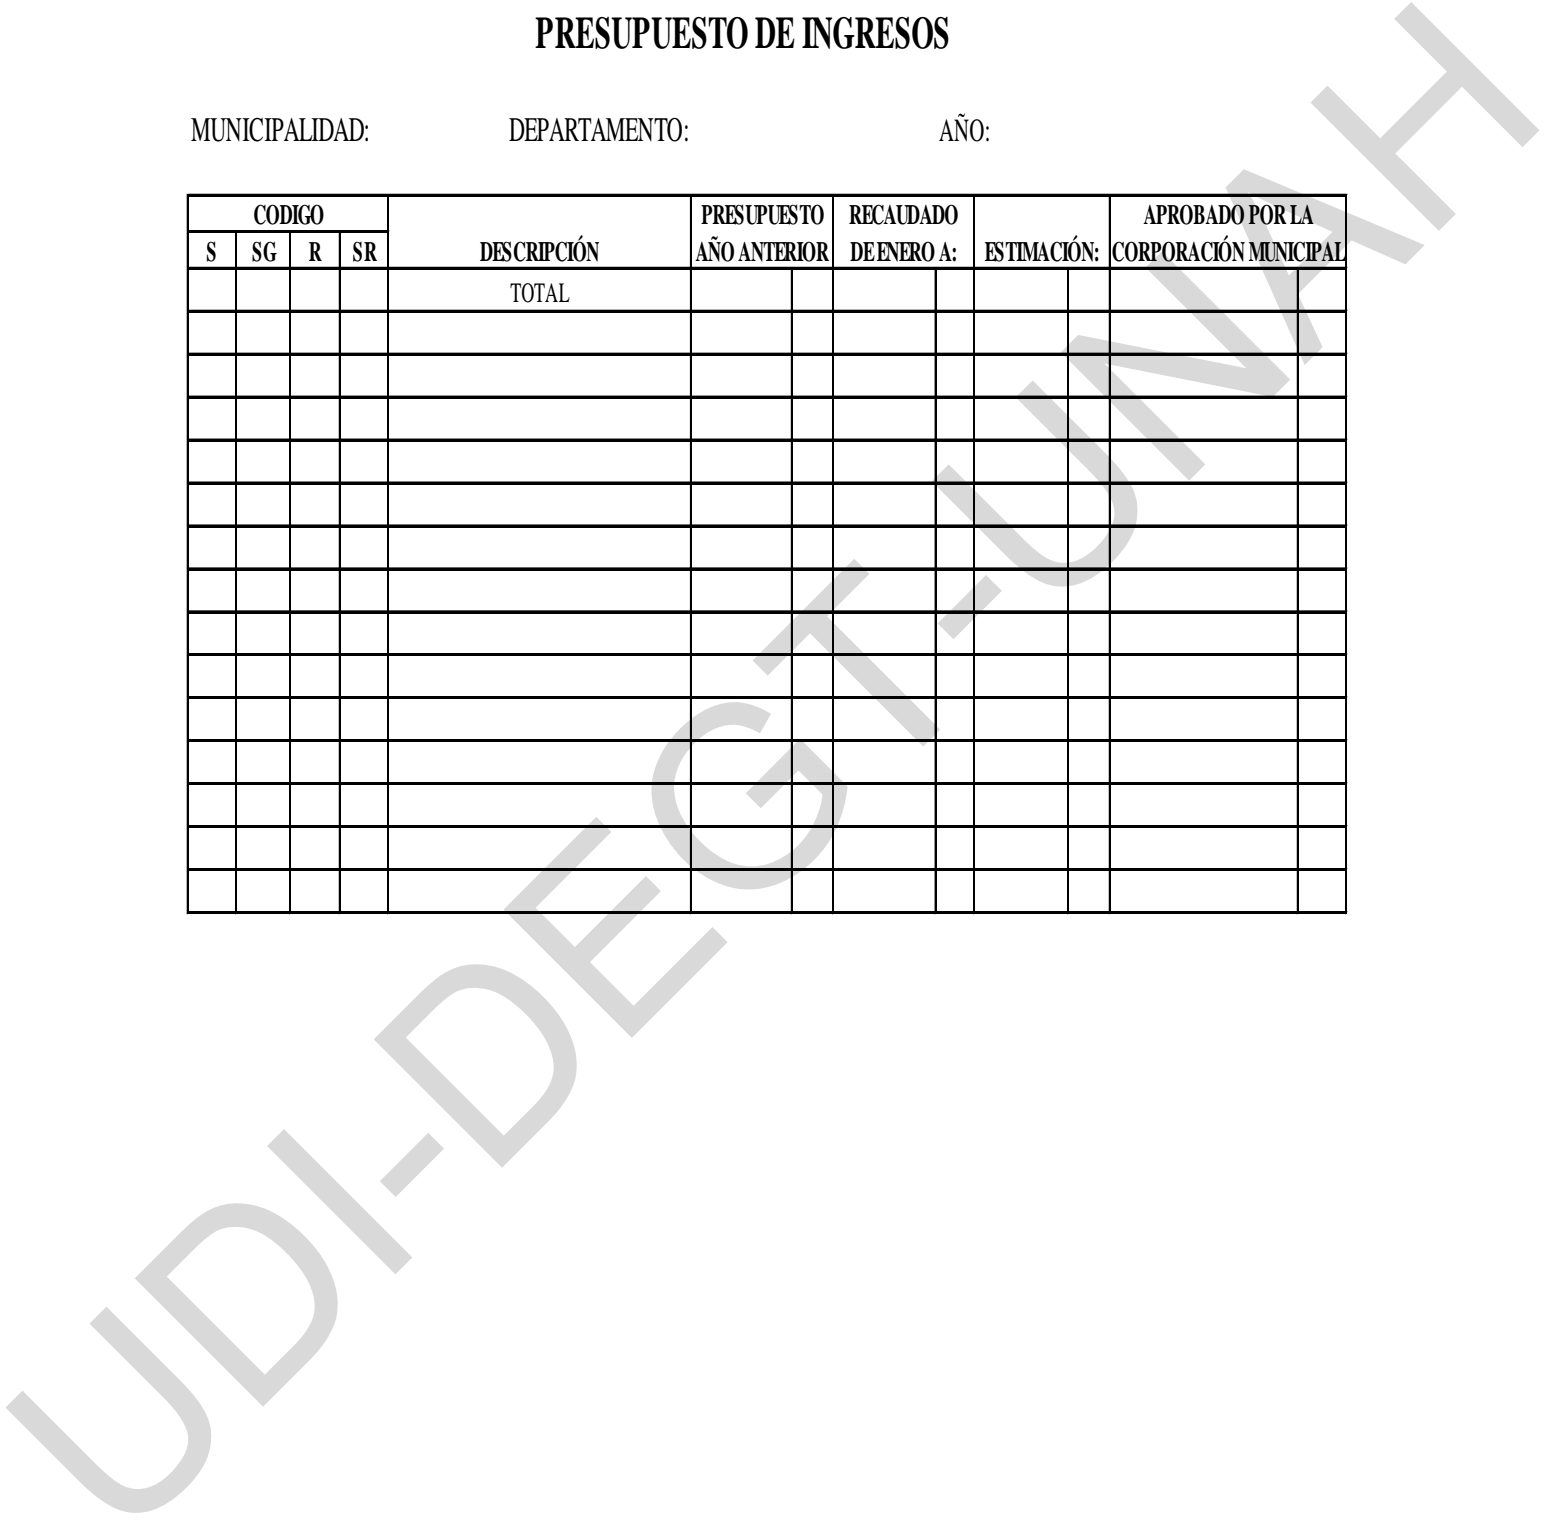 PRESUPUESTO DE INGRESOS
MUNICIPALIDAD: DEPARTAMENTO: AÑO:
CODIGO PRESUPUESTO RECAUDADO APROBADO POR LA
S SG R SR DESCRIPCIÓN AÑO ANTERIOR DE ENERO A: ESTIMACIÓN: CORPORACIÓN MUNICIPAL
TOTAL
UDI-DEGT-UNAH